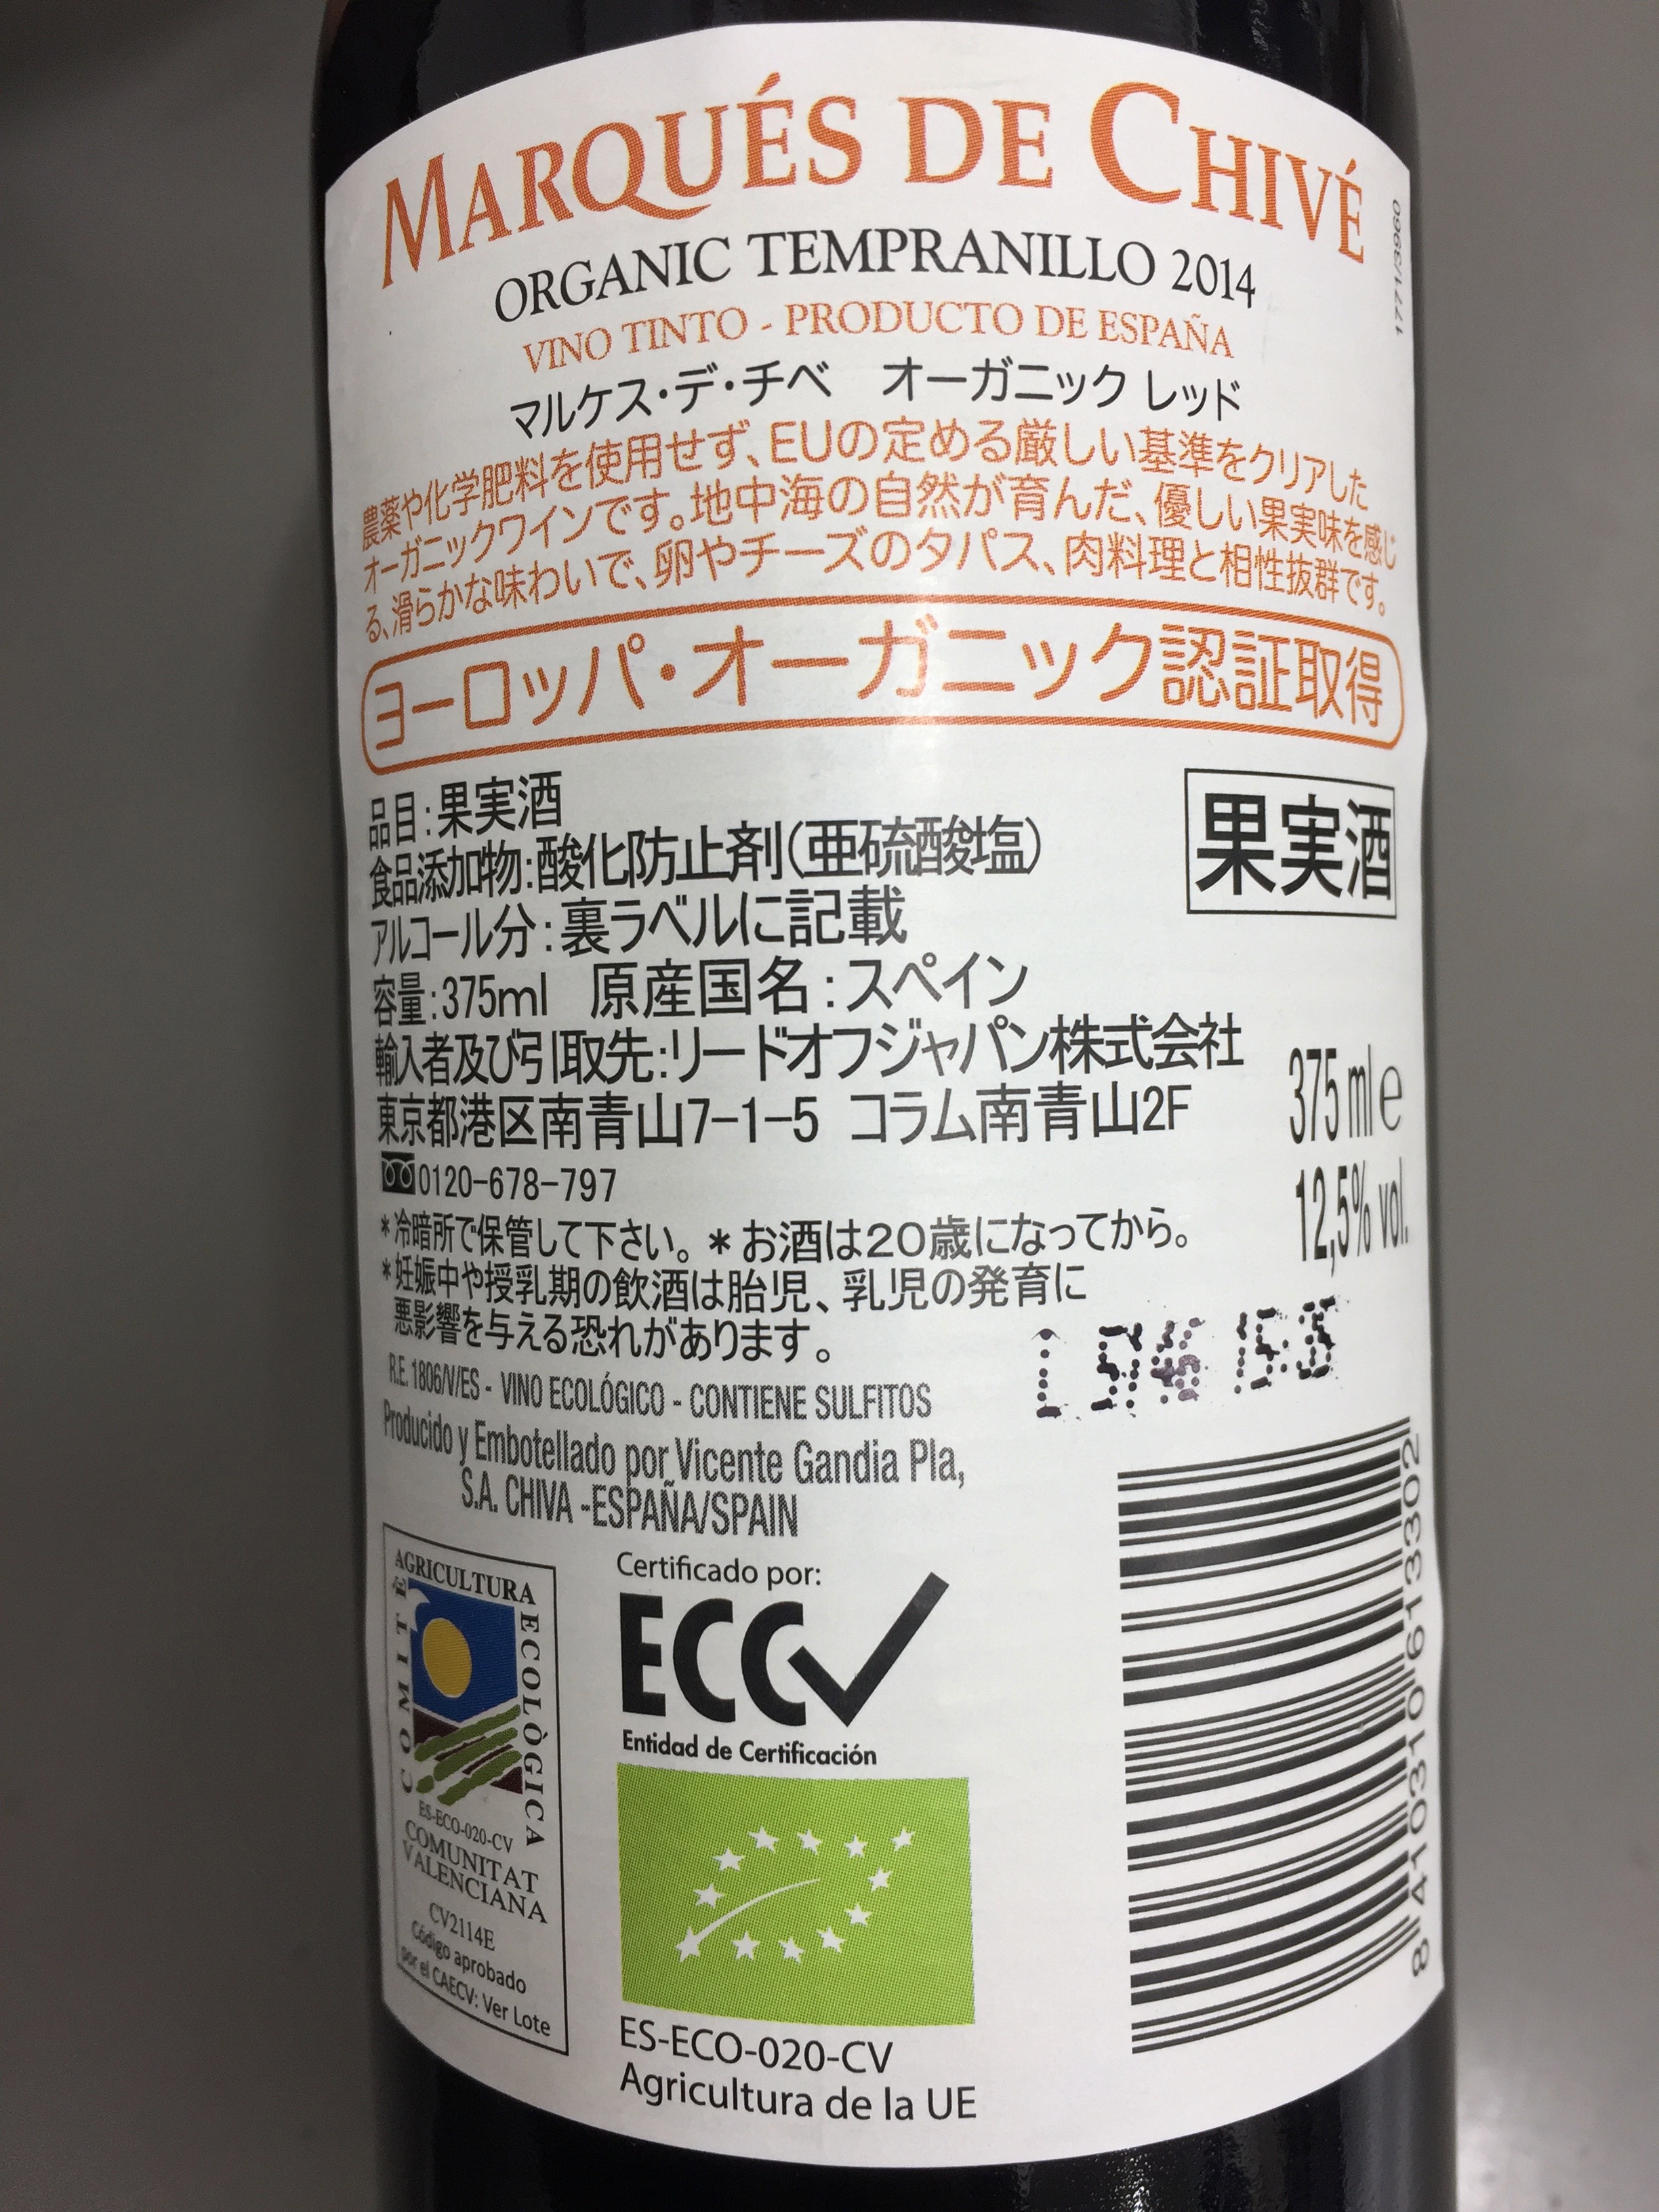 MARQUÉS DE CHIVÉ
ORGANIC TEMPRANILLO 2014
VINO TINTO - PRODUCTO DE ESPAÑA
1771/3960
マルケス・デ・チベ オーガニック レッド
農薬や化学肥料を使用せず、EUの定める厳しい基準をクリアした
オーガニックワインです。地中海の自然が育んだ、優しい果実味を感じ
る、滑らかな味わいで、卵やチーズのタパス、肉料理と相性抜群です。
ヨーロッパ・オーガニック認証取得
品目:果実酒
果実酒
食品添加物:酸化防止剤(亜硫酸塩)
アルコール分:裏ラベルに記載
容量:375ml 原産国名:スペイン
輸入者及び引取先:リードオフジャパン株式会社
東京都港区南青山7-1-5 コラム南青山2F
0120-678-797
375 ml e
12,5% vol.
*冷暗所で保管して下さい。*お酒は20歳になってから。
*妊娠中や授乳期の飲酒は胎児、乳児の発育に
悪影響を与える恐れがあります。
R.E. 1806/V/ES - VINO ECOLÓGICO - CONTIENE SULFITOS
Producido y Embotellado por Vicente Gandia Pla,
S.A. CHIVA -ESPAÑA/SPAIN
COMITÉ
AGRICULTURA
ECOLÒGICA
ES-ECO-020-CV
COMUNITAT
VALENCIANA
CV2114E
Código aprobado
por el CAECV: Ver Lote
Certificado por:
ECCV
Entidad de Certificación
ES-ECO-020-CV
Agricultura de la UE
8 410310 613302